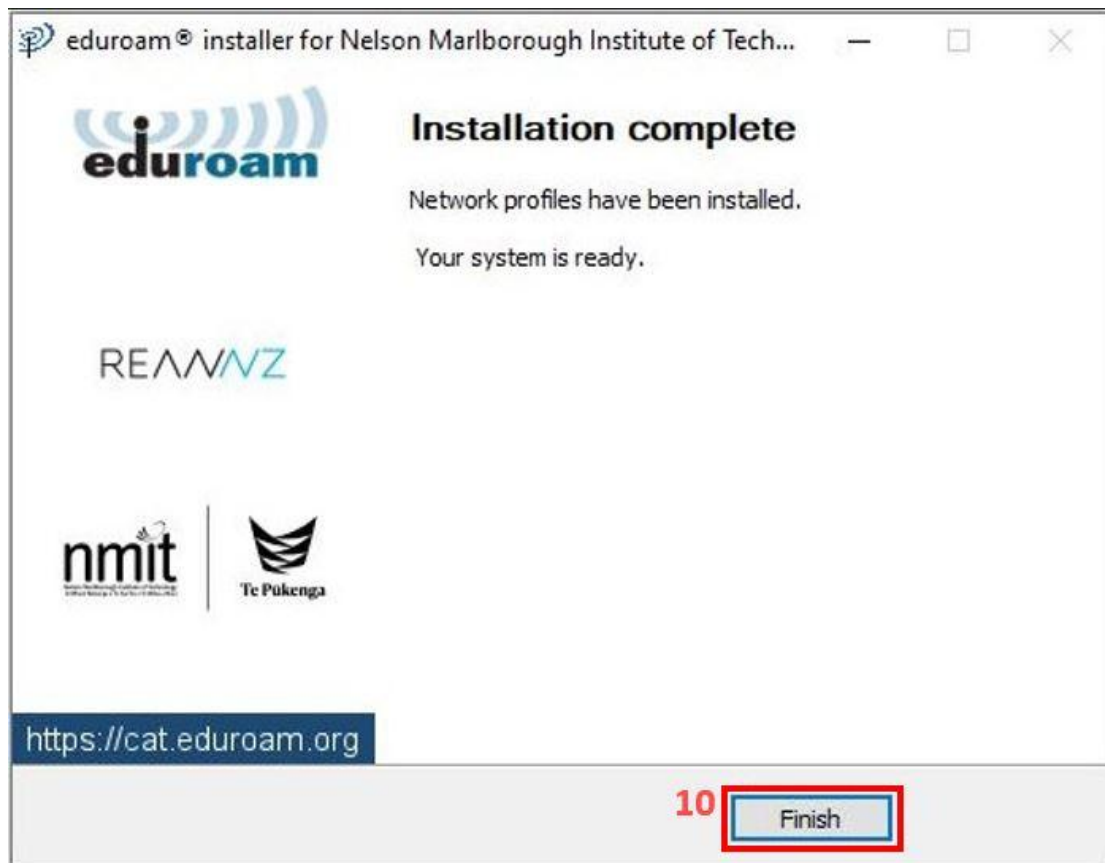 eduroam® installer for Nelson Marlborough Institute of Tech...
eduroam
Installation complete
Network profiles have been installed.
Your system is ready.
REANNZ
nmit
Te Pūkenga
https://cat.eduroam.org
10
Finish